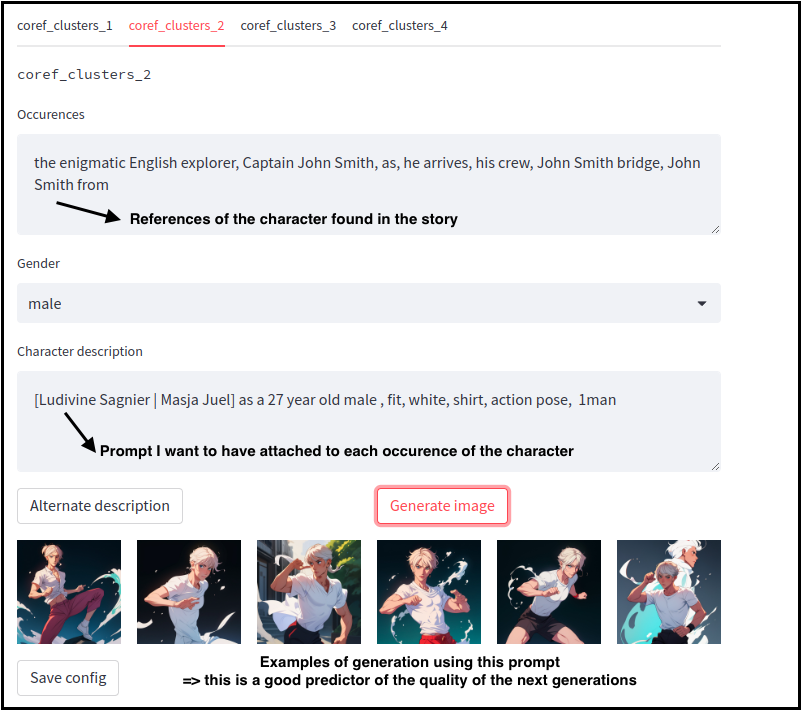 coref_clusters_1 coref_clusters_2 coref_clusters_3 coref_clusters_4
coref_clusters_2
Occurences
the enigmatic English explorer, Captain John Smith, as, he arrives, his crew, John Smith bridge, John
Smith from
References of the character found in the story
Gender
male
Character description
[Ludivine Sagnier | Masja Juel] as a 27 year old male , fit, white, shirt, action pose,  1man
Prompt I want to have attached to each occurence of the character
Alternate description Generate image
Examples of generation using this prompt
Save config => this is a good predictor of the quality of the next generations